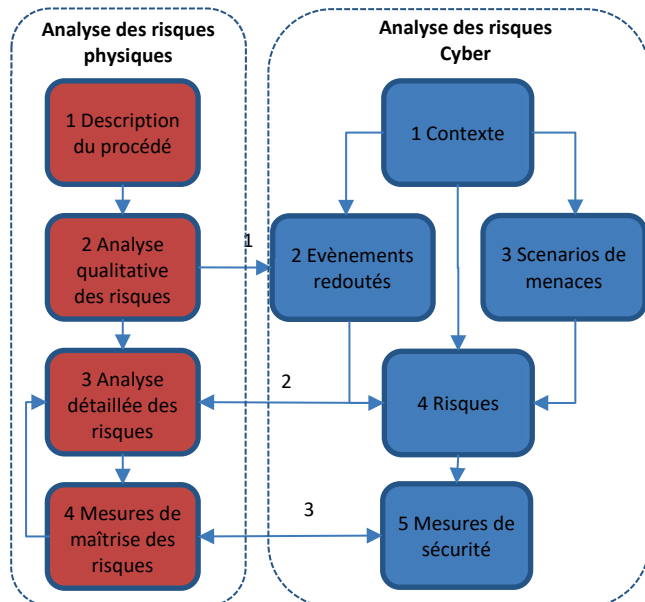 Analyse des risques
physiques
1 Description
du procédé
2 Analyse
qualitative
des risques
3 Analyse
détaillée des
risques
4 Mesures de
maîtrise des
risques
1
2
3
Analyse des risques
Cyber
1 Contexte
2 Evènements
redoutés
3 Scenarios de
menaces
4 Risques
5 Mesures de
sécurité